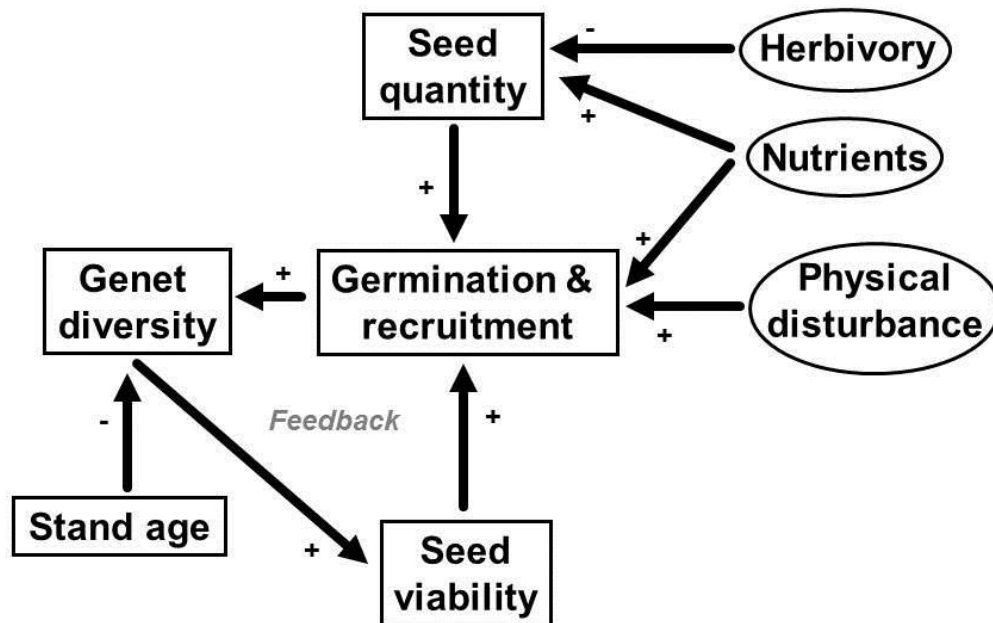 Seed
quantity
-
Herbivory
+
Nutrients
+
+
Genet
diversity
+
Germination &
recruitment
+
Physical
disturbance
-
Feedback
+
Stand age
+
Seed
viability